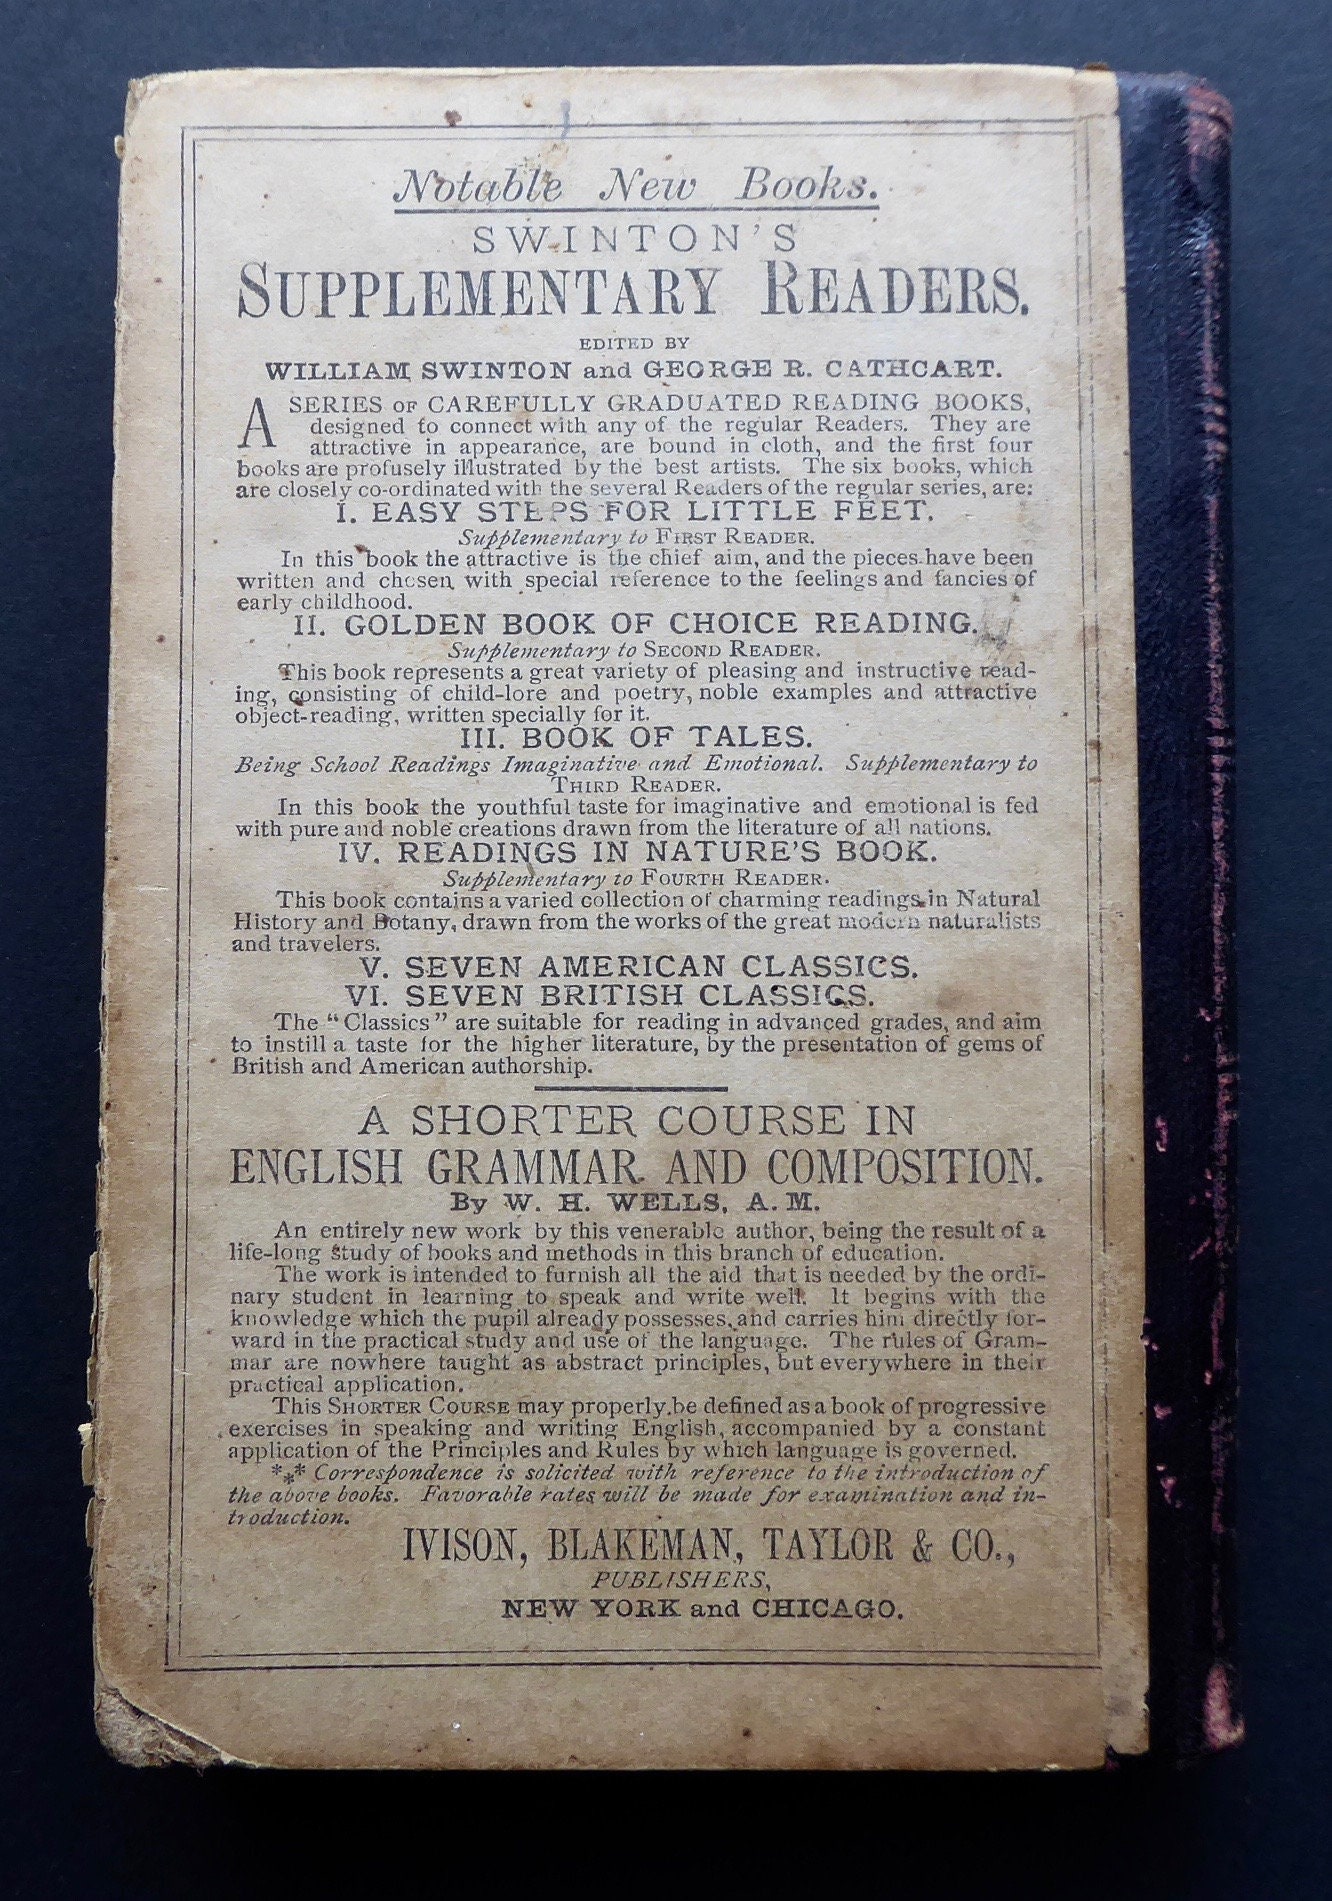 Notable New Books.
SWINTON'S
SUPPLEMENTARY READERS.
EDITED BY
WILLIAM SWINTON and GEORGE R. CATHCART.
A SERIES OF CAREFULLY GRADUATED READING BOOKS,
designed to connect with any of the regular Readers. They are
attractive in appearance, are bound in cloth, and the first four
books are profusely illustrated by the best artists. The six books, which
are closely co-ordinated with the several Readers of the regular series, are:
I. EASY STEPS FOR LITTLE FEET.
Supplementary to FIRST READER.
In this book the attractive is the chief aim, and the pieces have been
written and chosen with special reference to the feelings and fancies of
early childhood.
II. GOLDEN BOOK OF CHOICE READING.
Supplementary to SECOND READER.
This book represents a great variety of pleasing and instructive read-
ing, consisting of child-lore and poetry, noble examples and attractive
object-reading, written specially for it.
III. BOOK OF TALES.
Being School Readings Imaginative and Emotional. Supplementary to
THIRD READER.
In this book the youthful taste for imaginative and emotional is fed
with pure and noble creations drawn from the literature of all nations.
IV. READINGS IN NATURE'S BOOK.
Supplementary to FOURTH READER.
This book contains a varied collection of charming readings in Natural
History and Botany, drawn from the works of the great modern naturalists
and travelers.
V. SEVEN AMERICAN CLASSICS.
VI. SEVEN BRITISH CLASSICS.
The "Classics" are suitable for reading in advanced grades, and aim
to instill a taste for the higher literature, by the presentation of gems of
British and American authorship.
A SHORTER COURSE IN
ENGLISH GRAMMAR AND COMPOSITION.
By W. H. WELLS, A. M.
An entirely new work by this venerable author, being the result of a
life-long study of books and methods in this branch of education.
The work is intended to furnish all the aid that is needed by the ordi-
nary student in learning to speak and write well. It begins with the
knowledge which the pupil already possesses, and carries him directly for-
ward in the practical study and use of the language. The rules of Gram-
mar are nowhere taught as abstract principles, but everywhere in their
practical application.
This SHORTER COURSE may properly be defined as a book of progressive
exercises in speaking and writing English, accompanied by a constant
application of the Principles and Rules by which language is governed.
*** Correspondence is solicited with reference to the introduction of
the above books. Favorable rates will be made for examination and in-
troduction.
IVISON, BLAKEMAN, TAYLOR & CO.,
PUBLISHERS,
NEW YORK and CHICAGO.